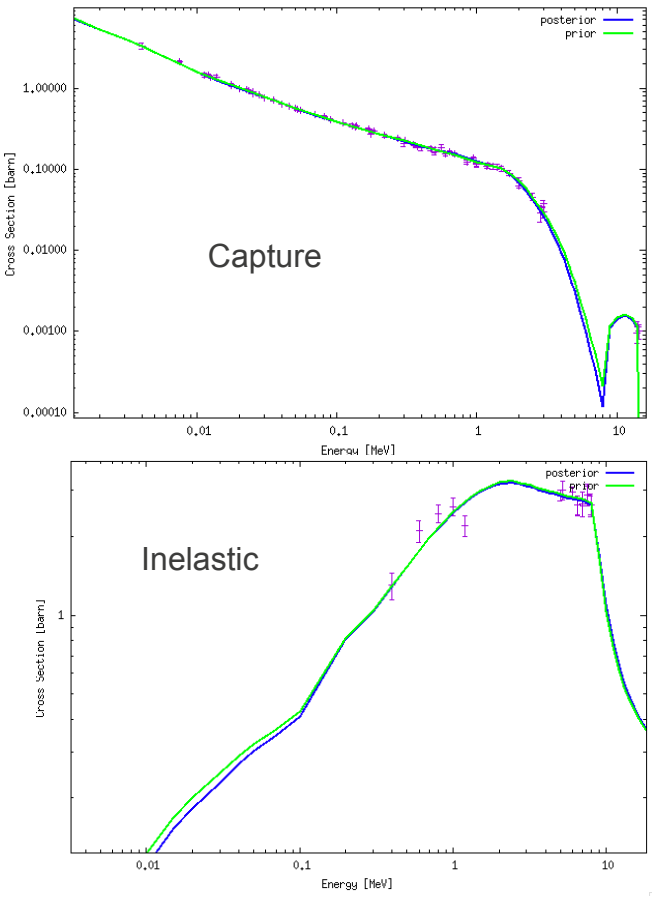 posterior
prior
1.00000
0.10000
0.01000
0.00100
0.00010
Cross Section [barn]
Capture
0.01 0.1 1 10
Energy [MeV]
posterior
prior
Inelastic
1
Cross Section [barn]
0.01 0.1 1 10
Energy [MeV]